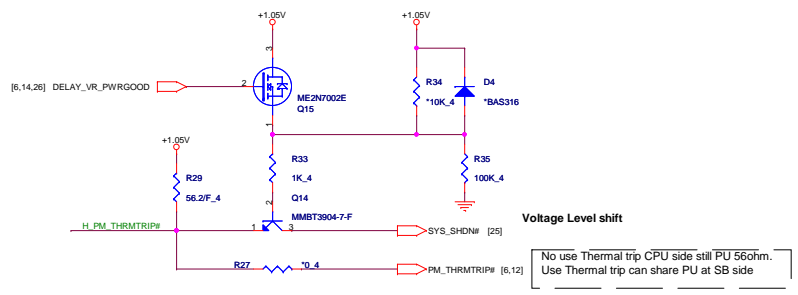 +1.05V
+1.05V
3
[6,14,26] DELAY_VR_PWRGOOD
2
R34
D4
*10K_4
*BAS316
ME2N7002E
Q15
1
+1.05V
R33
1K_4
R35
100K_4
R29
56.2/F_4
2
Q14
MMBT3904-7-F
Voltage Level shift
H_PM_THRMTRIP#
1
3
SYS_SHDN# [25]
No use Thermal trip CPU side still PU 56ohm.
Use Thermal trip can share PU at SB side
R27
*0_4
PM_THRMTRIP# [6,12]